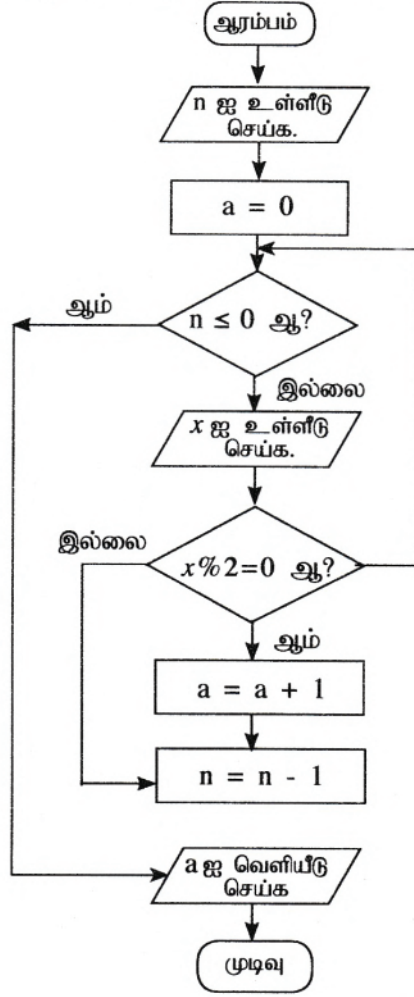 ஆரம்பம்
n ஐ உள்ளீடு
செய்க.
a = 0
ஆம்
n ≤ 0 ஆ?
இல்லை
x ஐ உள்ளீடு
செய்க.
இல்லை
x%2=0 ஆ?
ஆம்
a = a + 1
n = n - 1
a ஐ வெளியீடு
செய்க
முடிவு